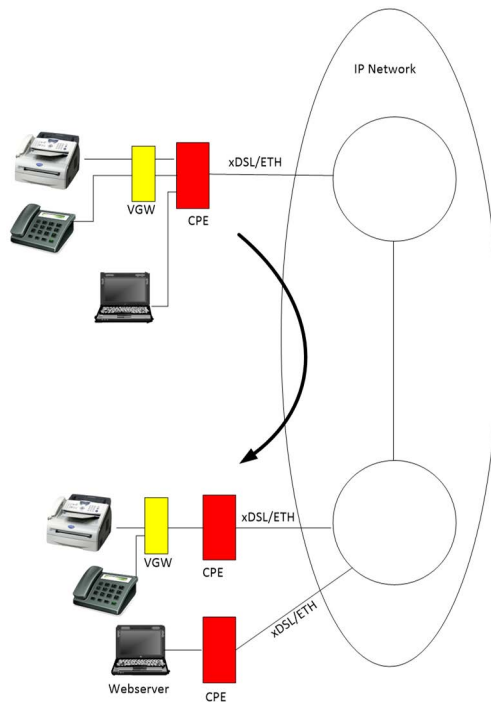 IP Network
xDSL/ETH
VGW
CPE
xDSL/ETH
VGW
CPE
xDSL/ETH
Webserver
CPE